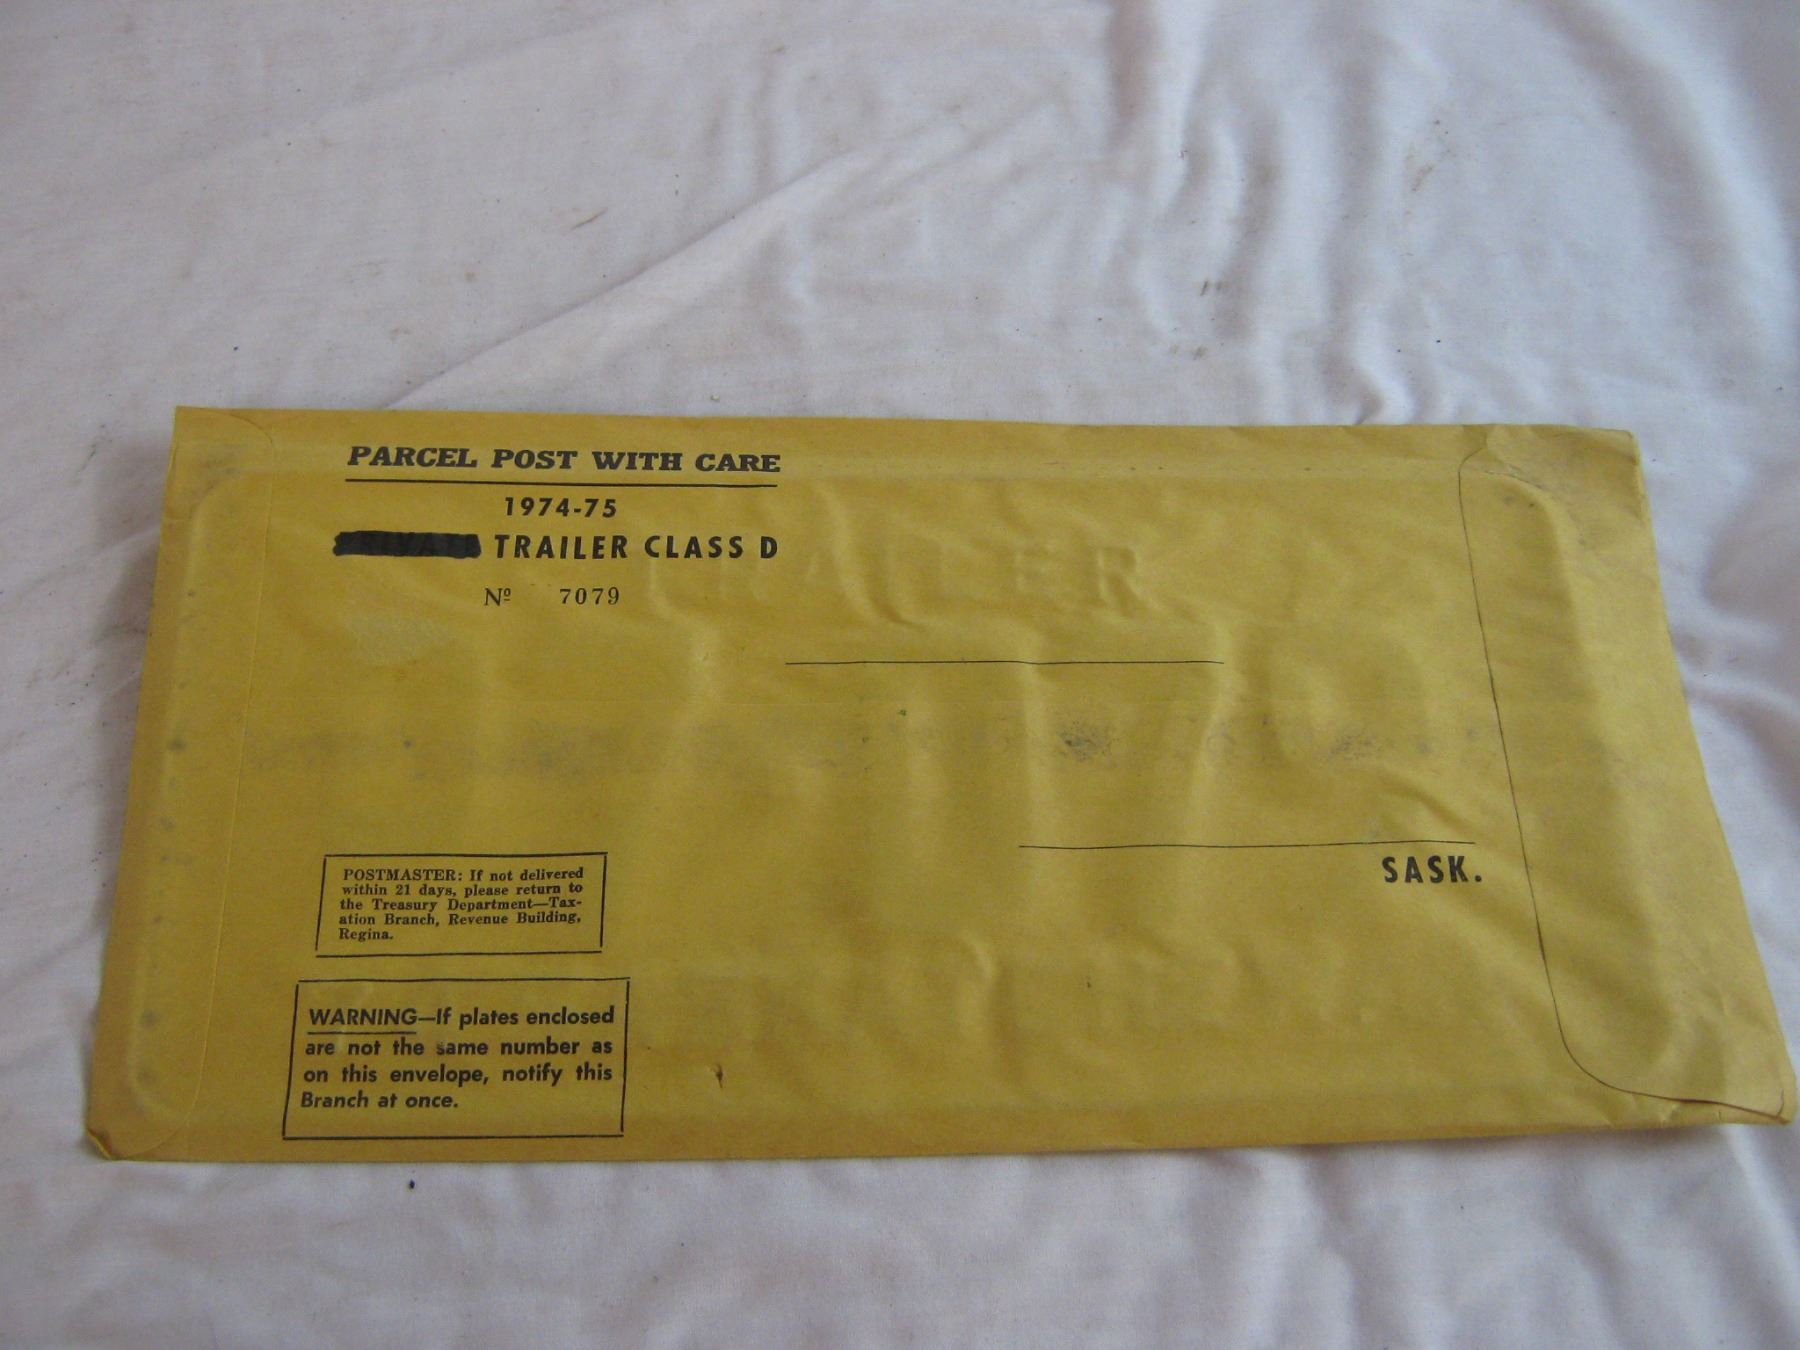 PARCEL POST WITH CARE
1974-75
TRAILER CLASS D
Nº 7079
TRAILER
SASK.
POSTMASTER: If not delivered
within 21 days, please return to
the Treasury Department—Tax-
ation Branch, Revenue Building,
Regina.
WARNING—If plates enclosed
are not the same number as
on this envelope, notify this
Branch at once.